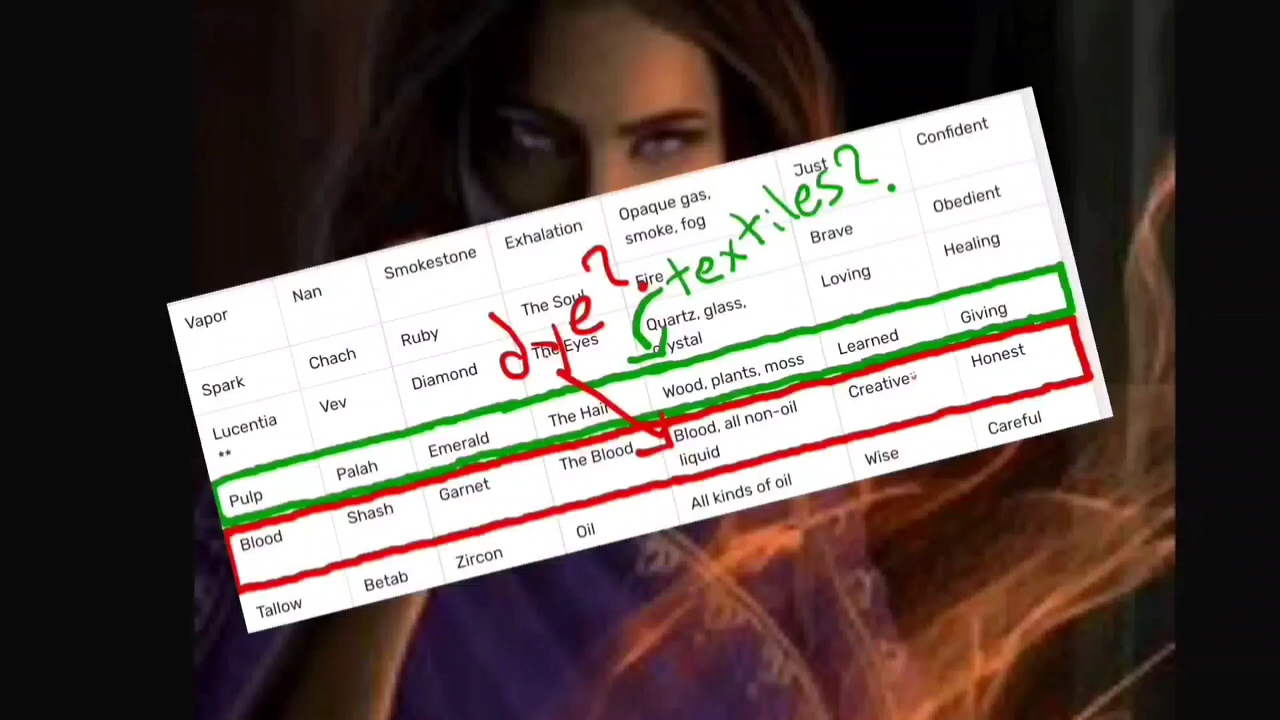 Vapor Nan Smokestone Exhalation Opaque gas, smoke, fog Just Confident
Spark Chach Ruby The Soul Fire Brave Obedient
Lucentia ** Vev Diamond The Eyes Quartz, glass, crystal Loving Healing
Pulp Palah Emerald The Hair Wood, plants, moss Learned Giving
Blood Shash Garnet The Blood Blood, all non-oil liquid Creative Honest
Tallow Betab Zircon Oil All kinds of oil Wise Careful
textiles?
dye?